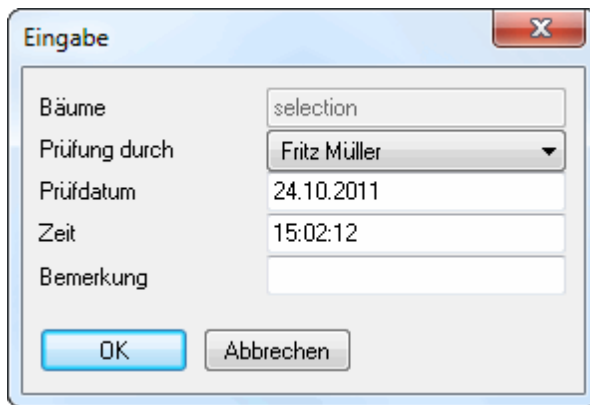 Eingabe
Bäume selection
Prüfung durch Fritz Müller
Prüfdatum 24.10.2011
Zeit 15:02:12
Bemerkung
OK Abbrechen